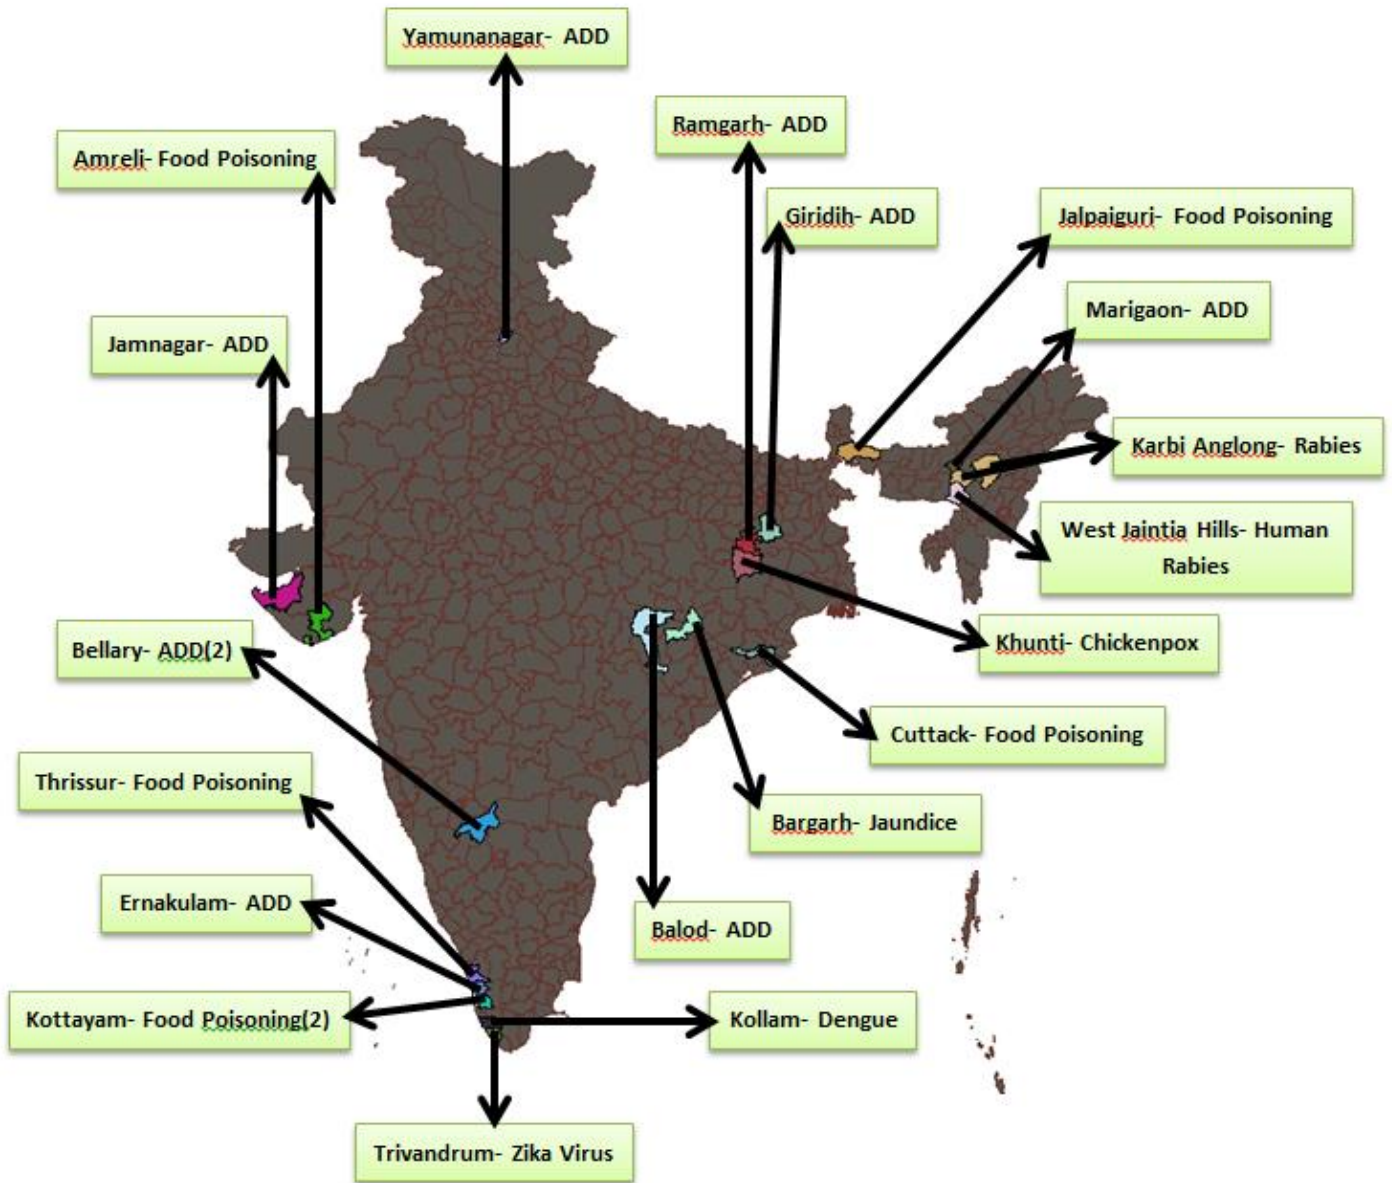 Yamunanagar- ADD
Ramgarh- ADD
Amreli- Food Poisoning
Giridih- ADD
Jalpaiguri- Food Poisoning
Marigaon- ADD
Jamnagar- ADD
Karbi Anglong- Rabies
West Jaintia Hills- Human
Rabies
Khunti- Chickenpox
Bellary- ADD(2)
Cuttack- Food Poisoning
Thrissur- Food Poisoning
Bargarh- Jaundice
Ernakulam- ADD
Balod- ADD
Kottayam- Food Poisoning(2)
Kollam- Dengue
Trivandrum- Zika Virus